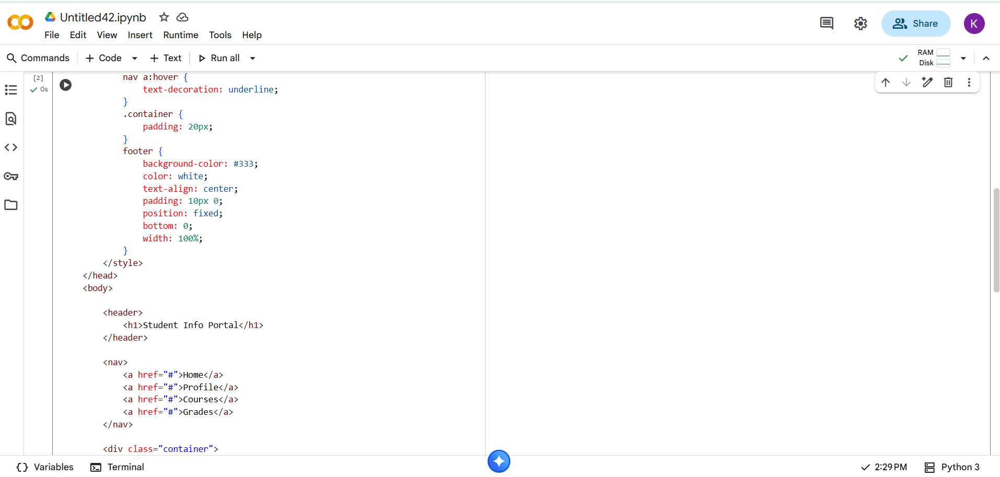 Untitled42.ipynb
File Edit View Insert Runtime Tools Help
Share
K
Commands + Code + Text Run all
RAM
Disk
[2]
0s
nav a:hover {
text-decoration: underline;
}
.container {
padding: 20px;
}
footer {
background-color: #333;
color: white;
text-align: center;
padding: 10px 0;
position: fixed;
bottom: 0;
width: 100%;
}
</style>
</head>
<body>
<header>
<h1>Student Info Portal</h1>
</header>
<nav>
<a href="#">Home</a>
<a href="#">Profile</a>
<a href="#">Courses</a>
<a href="#">Grades</a>
</nav>
<div class="container">
{} Variables Terminal
2:29 PM Python 3